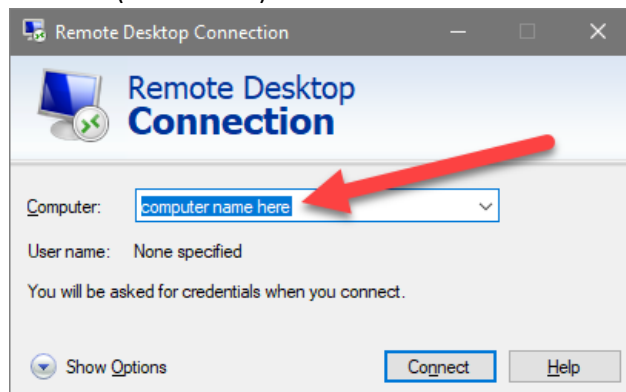 Remote Desktop Connection
Remote Desktop
Connection
Computer: computer name here
User name: None specified
You will be asked for credentials when you connect.
Show Options Connect Help